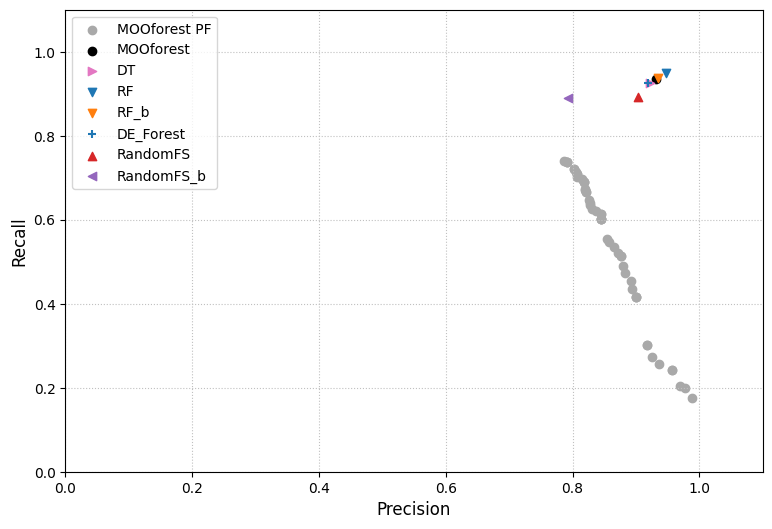 MOOforest PF
MOOforest
DT
RF
RF_b
DE_Forest
RandomFS
RandomFS_b
1.0
0.8
0.6
0.4
0.2
0.0
Recall
0.0 0.2 0.4 0.6 0.8 1.0
Precision